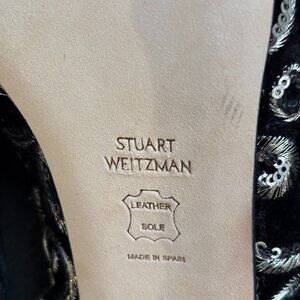 STUART
WEITZMAN
LEATHER
SOLE
MADE IN SPAIN